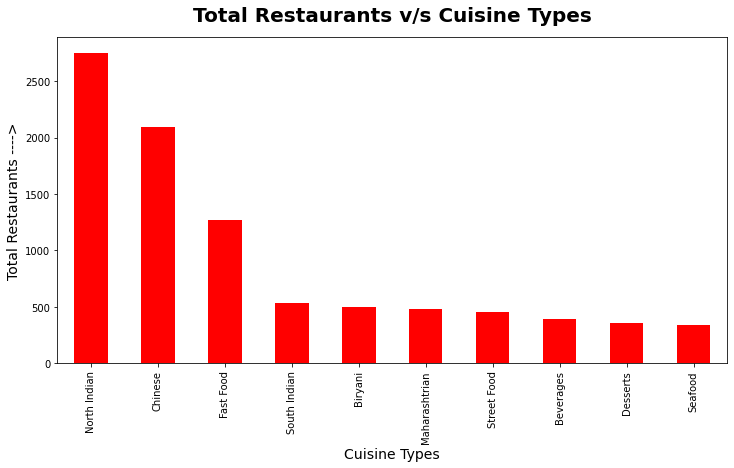 Total Restaurants v/s Cuisine Types
Total Restaurants ---->
2500
2000
1500
1000
500
0
North Indian
Chinese
Fast Food
South Indian
Biryani
Maharashtrian
Street Food
Beverages
Desserts
Seafood
Cuisine Types